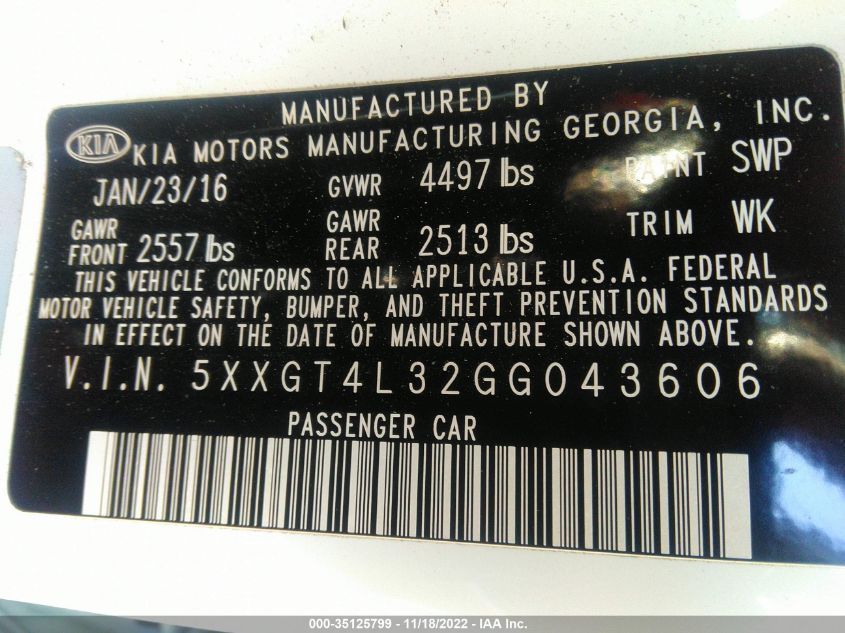 MANUFACTURED BY
KIA KIA MOTORS MANUFACTURING GEORGIA, INC.
JAN/23/16 GVWR 4497 lbs PAINT SWP
GAWR FRONT 2557 lbs GAWR REAR 2513 lbs TRIM WK
THIS VEHICLE CONFORMS TO ALL APPLICABLE U.S.A. FEDERAL
MOTOR VEHICLE SAFETY, BUMPER, AND THEFT PREVENTION STANDARDS
IN EFFECT ON THE DATE OF MANUFACTURE SHOWN ABOVE.
V.I.N. 5XXGT4L32GG043606
PASSENGER CAR
000-35125799 - 11/18/2022 - IAA Inc.